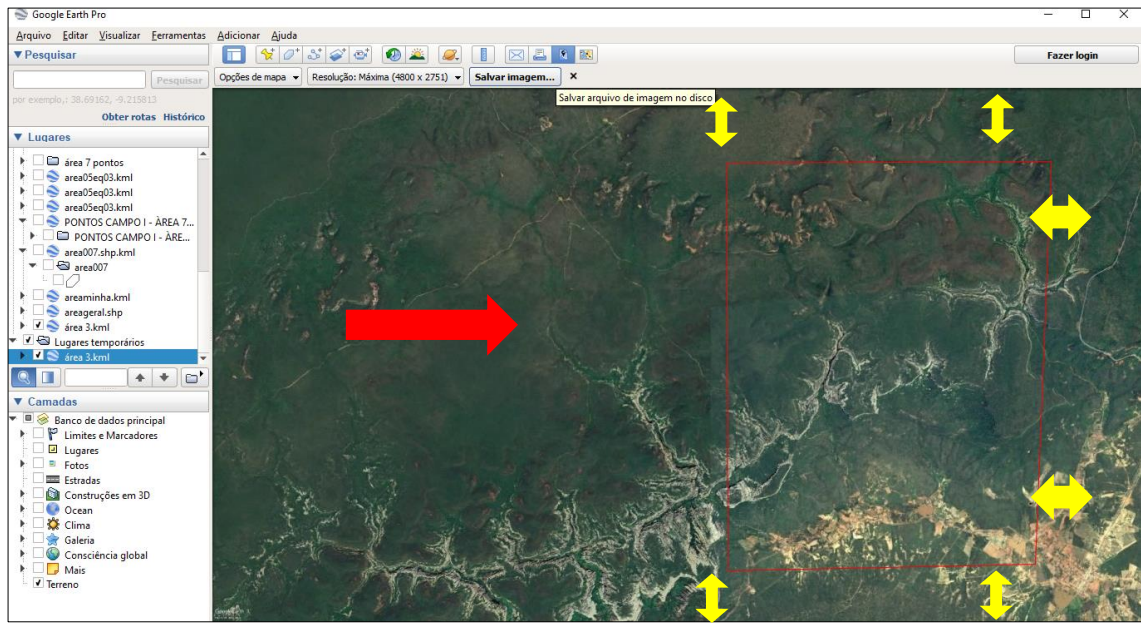 Google Earth Pro
Arquivo Editar Visualizar Ferramentas Adicionar Ajuda
Pesquisar
Fazer login
Pesquisar
Opções de mapa Resolução: Máxima (4800 x 2751) Salvar imagem...
Salvar arquivo de imagem no disco
por exemplo,: 38.69162, -9.215813
Obter rotas Histórico
Lugares
área 7 pontos
area05eq03.kml
area05eq03.kml
area05eq03.kml
PONTOS CAMPO I - ÀREA 7...
PONTOS CAMPO I - ÀRE...
area007.shp.kml
area007
areaminha.kml
areageral.shp
área 3.kml
Lugares temporários
área 3.kml
Camadas
Banco de dados principal
Limites e Marcadores
Lugares
Fotos
Estradas
Construções em 3D
Ocean
Clima
Galeria
Consciência global
Mais
Terreno